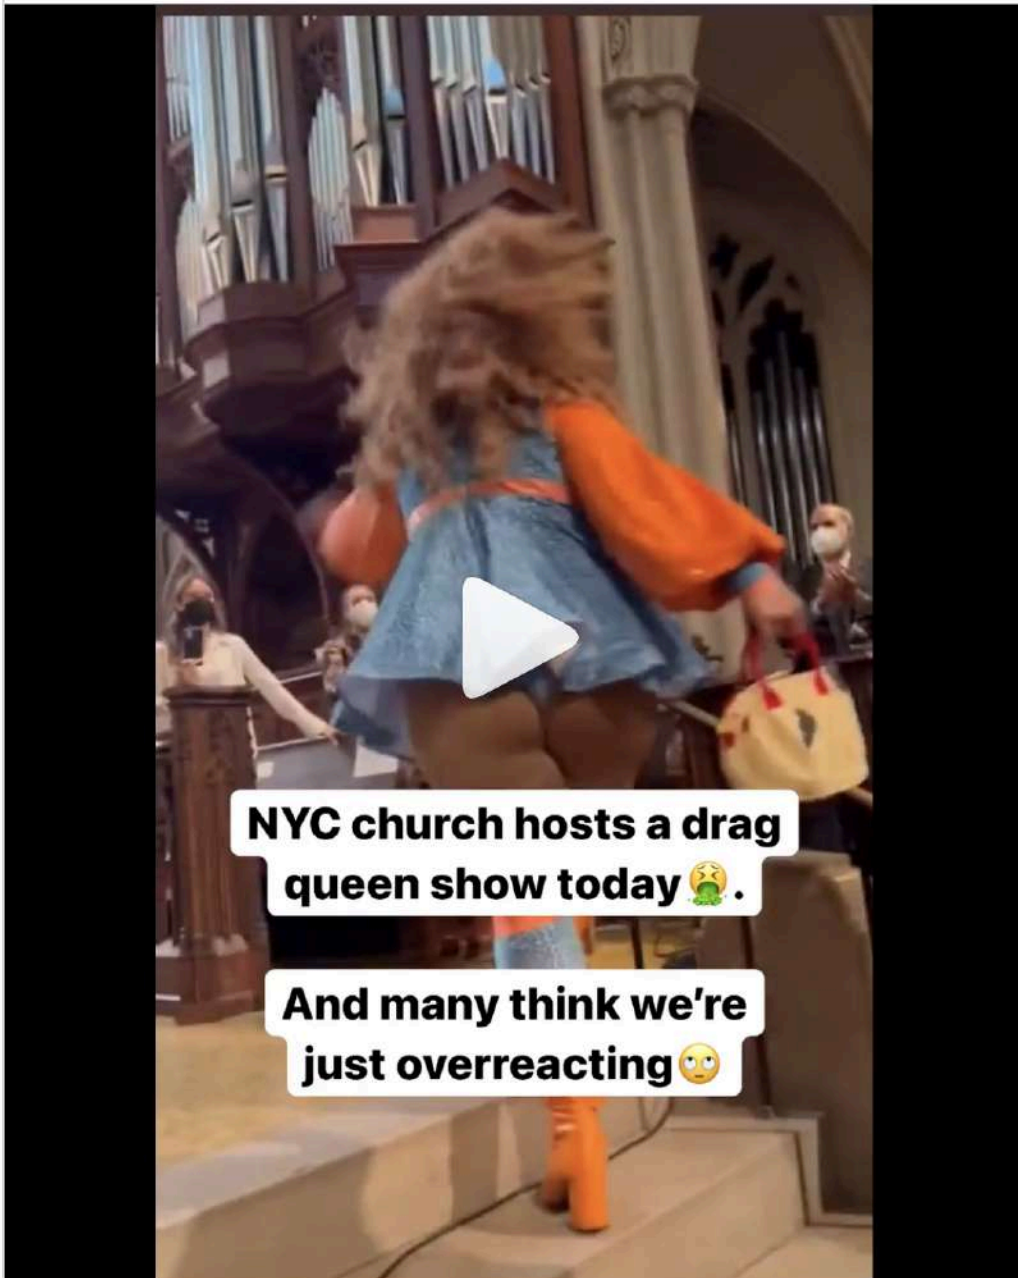 NYC church hosts a drag
queen show today🤮.
And many think we're
just overreacting🙄